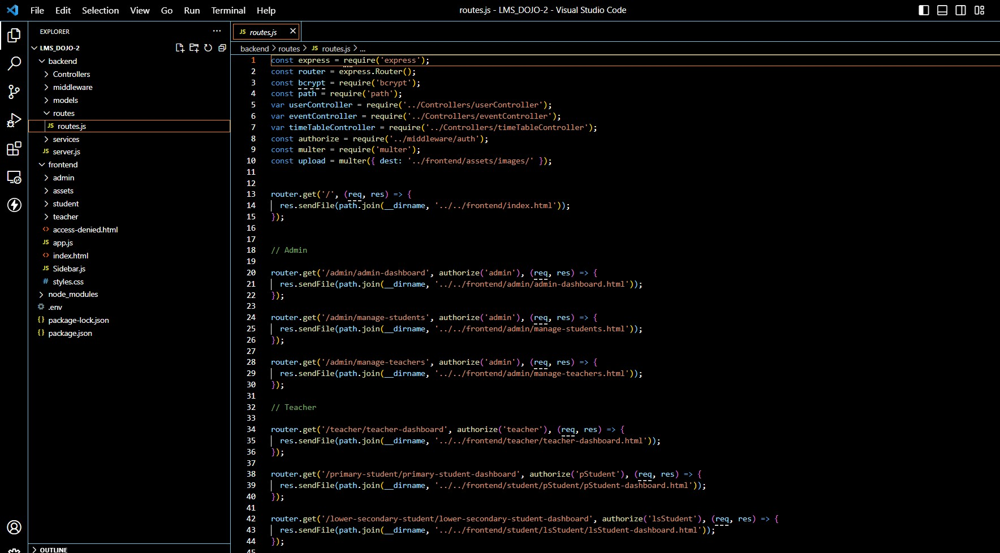 File Edit Selection View Go Run Terminal Help
routes.js - LMS_DOJO-2 - Visual Studio Code
EXPLORER ...
LMS_DOJO-2
backend
Controllers
middleware
models
routes
JS routes.js
services
JS server.js
frontend
admin
assets
student
teacher
<> access-denied.html
JS app.js
<> index.html
JS Sidebar.js
# styles.css
node_modules
.env
{} package-lock.json
{} package.json
OUTLINE
JS routes.js
backend > routes > JS routes.js > ...
1 const express = require('express');
2 const router = express.Router();
3 const bcrypt = require('bcrypt');
4 const path = require('path');
5 var userController = require('../Controllers/userController');
6 var eventController = require('../Controllers/eventController');
7 var timeTableController = require('../Controllers/timeTableController');
8 const authorize = require('../middleware/auth');
9 const multer = require('multer');
10 const upload = multer({ dest: '../frontend/assets/images/' });
11
12
13 router.get('/', (req, res) => {
14 res.sendFile(path.join(__dirname, '../../frontend/index.html'));
15 });
16
17
18 // Admin
19
20 router.get('/admin/admin-dashboard', authorize('admin'), (req, res) => {
21 res.sendFile(path.join(__dirname, '../../frontend/admin/admin-dashboard.html'));
22 });
23
24 router.get('/admin/manage-students', authorize('admin'), (req, res) => {
25 res.sendFile(path.join(__dirname, '../../frontend/admin/manage-students.html'));
26 });
27
28 router.get('/admin/manage-teachers', authorize('admin'), (req, res) => {
29 res.sendFile(path.join(__dirname, '../../frontend/admin/manage-teachers.html'));
30 });
31
32 // Teacher
33
34 router.get('/teacher/teacher-dashboard', authorize('teacher'), (req, res) => {
35 res.sendFile(path.join(__dirname, '../../frontend/teacher/teacher-dashboard.html'));
36 });
37
38 router.get('/primary-student/primary-student-dashboard', authorize('pStudent'), (req, res) => {
39 res.sendFile(path.join(__dirname, '../../frontend/student/pStudent/pStudent-dashboard.html'));
40 });
41
42 router.get('/lower-secondary-student/lower-secondary-student-dashboard', authorize('lsStudent'), (req, res) => {
43 res.sendFile(path.join(__dirname, '../../frontend/student/lsStudent/lsStudent-dashboard.html'));
44 });
45